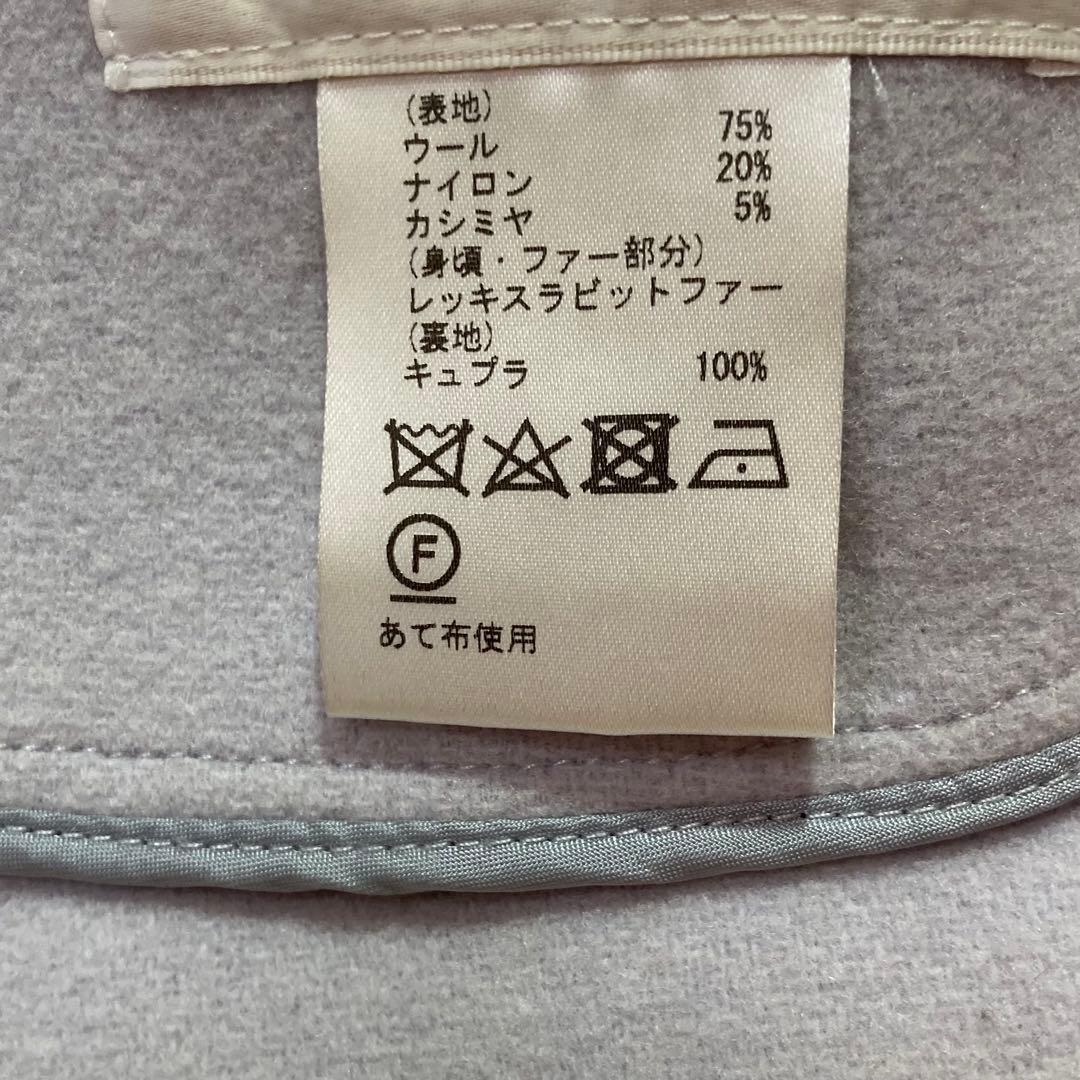 (表地)
ウール 75%
ナイロン 20%
カシミヤ 5%
(身頃・ファー部分)
レッキスラビットファー
(裏地)
キュプラ 100%
F
あて布使用